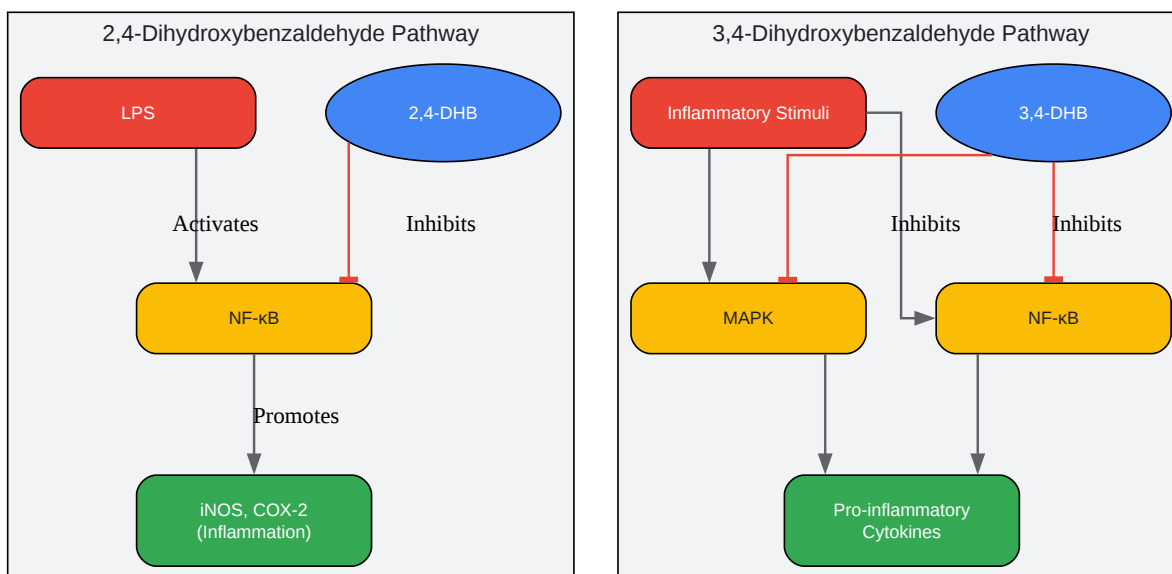 2,4-Dihydroxybenzaldehyde Pathway
LPS
2,4-DHB
Activates
Inhibits
NF-κB
Promotes
iNOS, COX-2
(Inflammation)
3,4-Dihydroxybenzaldehyde Pathway
Inflammatory Stimuli
3,4-DHB
Inhibits
Inhibits
MAPK
NF-κB
Pro-inflammatory
Cytokines